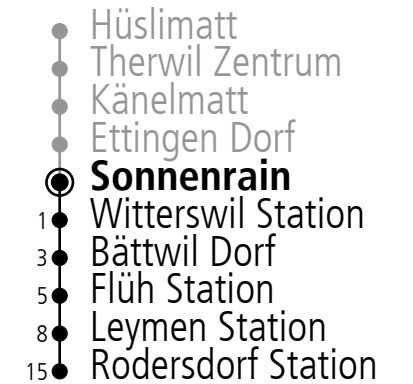 Hüslimatt
Therwil Zentrum
Känelmatt
Ettingen Dorf
Sonnenrain
1 Witterswil Station
3 Bättwil Dorf
5 Flüh Station
8 Leymen Station
15 Rodersdorf Station